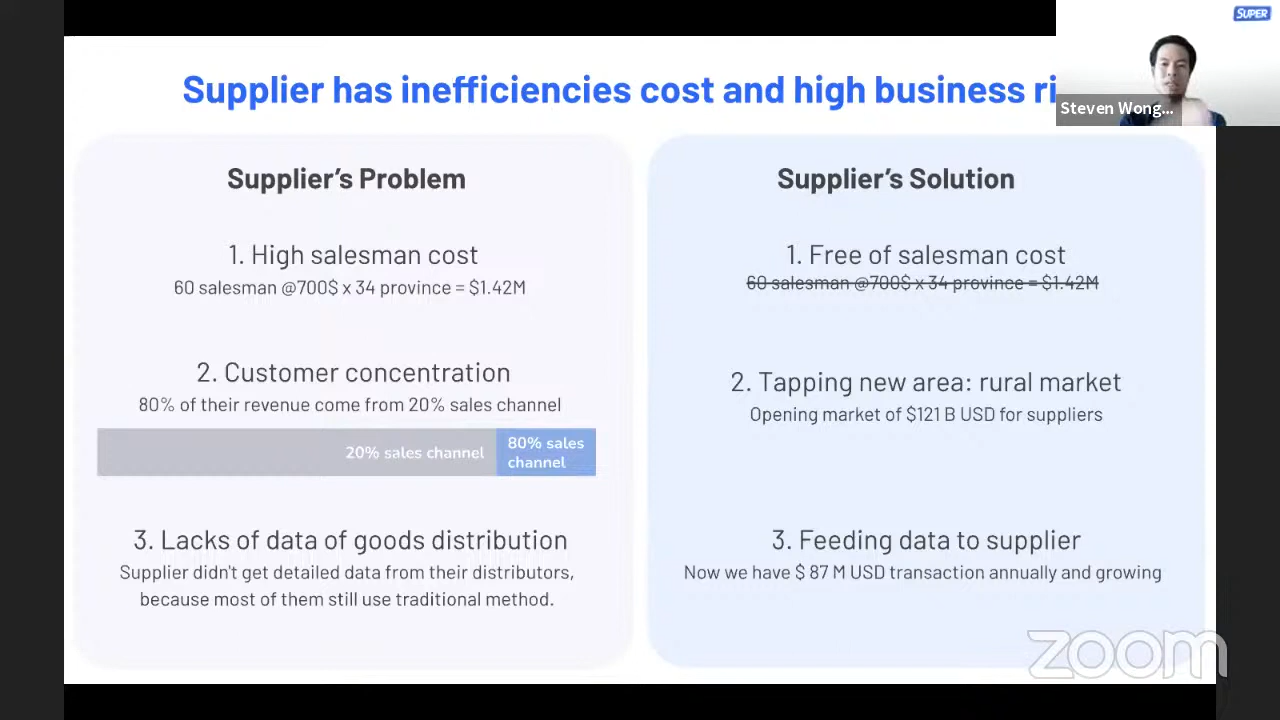 SUPER
Supplier has inefficiencies cost and high business ri
Steven Wong...
Supplier's Problem
1. High salesman cost
60 salesman @700$ x 34 province = $1.42M
2. Customer concentration
80% of their revenue come from 20% sales channel
20% sales channel
80% sales
channel
3. Lacks of data of goods distribution
Supplier didn't get detailed data from their distributors,
because most of them still use traditional method.
Supplier's Solution
1. Free of salesman cost
60 salesman @700$ x 34 province = $1.42M
2. Tapping new area: rural market
Opening market of $121 B USD for suppliers
3. Feeding data to supplier
Now we have $ 87 M USD transaction annually and growing
zoom